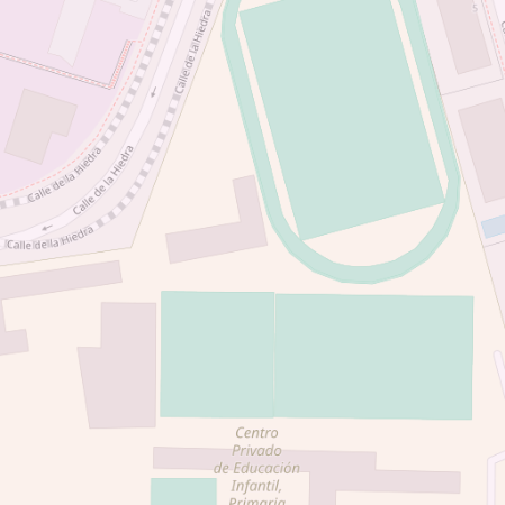 Calle de la Hiedra
Calle de la Hiedra
Calle de la Hiedra
Calle de la Hiedra
Centro
Privado
de Educación
Infantil,
Primaria